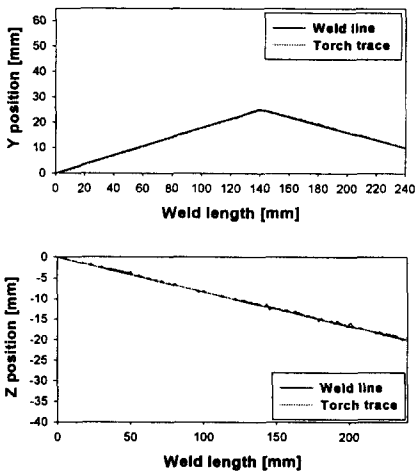 Y position [mm]
60
50
40
30
20
10
0
Weld line
Torch trace
0 20 40 60 80 100 120 140 160 180 200 220 240
Weld length [mm]
Z position [mm]
0
-5
-10
-15
-20
-25
-30
-35
-40
Weld line
Torch trace
0 50 100 150 200
Weld length [mm]